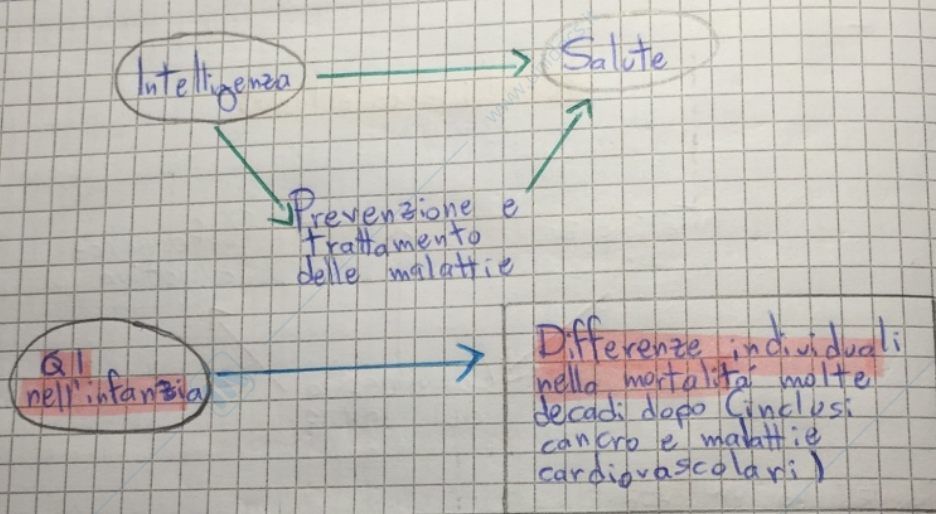 Intelligenza
Salute
Prevenzione e
trattamento
delle malattie
QI
nell'infanzia
Differenze individuali
nella mortalità molte
decadi dopo (inclusi
cancro e malattie
cardiovascolari)